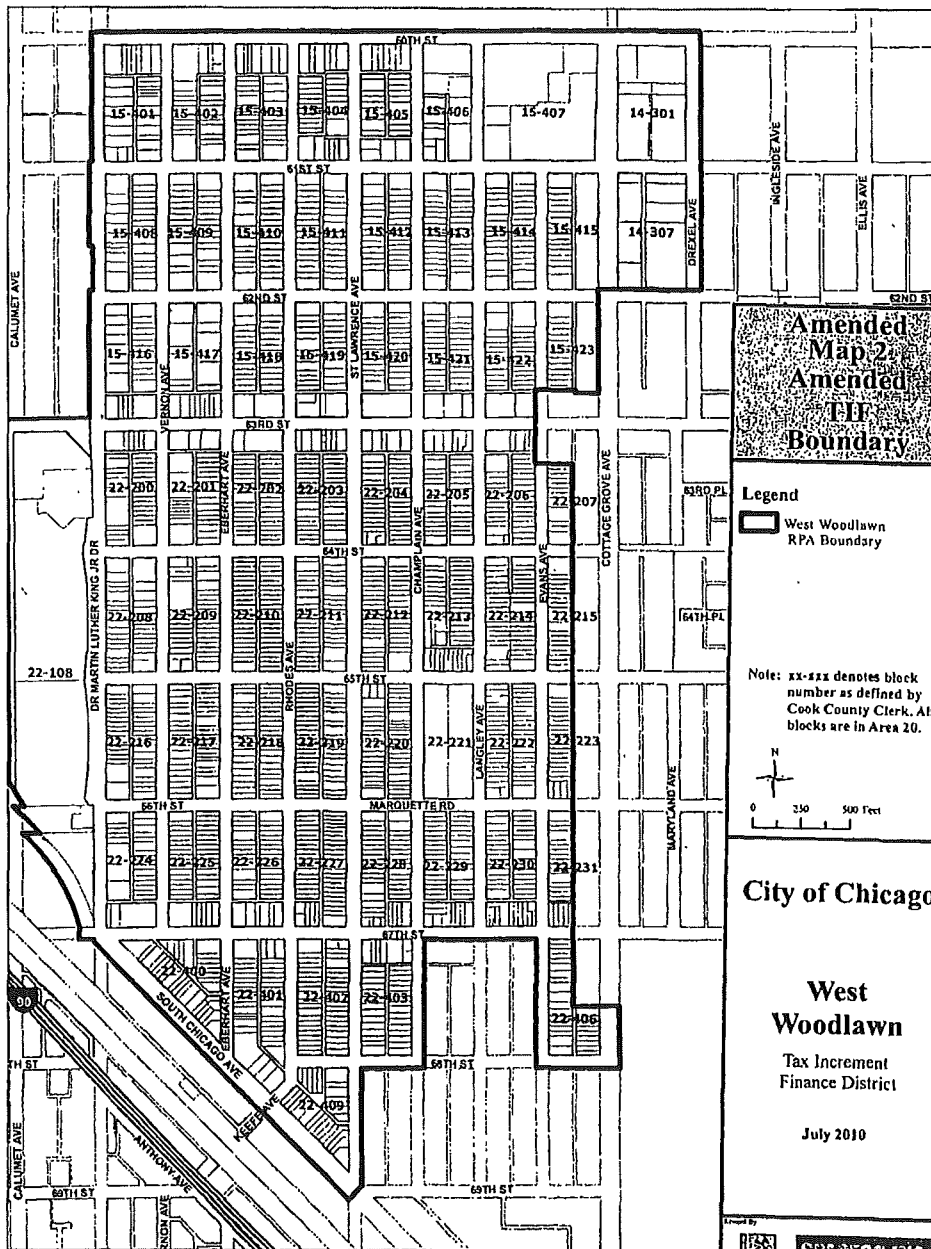 60TH ST
15-401
15-402
15-403
15-404
15-405
15-406
15-407
14-301
61ST ST
INGLESIDE AVE
ELLIS AVE
DREXEL AVE
15-408
15-409
15-410
15-411
15-412
15-413
15-414
15-415
14-307
CALUMET AVE
62ND ST
62ND ST
ST LAWRENCE AVE
15-416
15-417
15-418
15-419
15-420
15-421
15-422
15-423
VERNON AVE
63RD ST
Amended
Map 2
Amended
TIF
Boundary
22-200
22-201
22-202
22-203
22-204
22-205
22-206
22-207
EBERHART AVE
63RD PL
COTTAGE GROVE AVE
Legend
West Woodlawn
RPA Boundary
64TH ST
CHAMPLAIN AVE
EVANS AVE
22-208
22-209
22-210
22-211
22-212
22-213
22-214
22-215
64TH PL
DR MARTIN LUTHER KING JR DR
RHODES AVE
22-108
65TH ST
Note: xx-xxx denotes block
number as defined by
Cook County Clerk. All
blocks are in Area 20.
22-216
22-217
22-218
22-219
22-220
22-221
22-222
22-223
LANGLEY AVE
MARYLAND AVE
N
0 250 500 Feet
66TH ST
MARQUETTE RD
22-224
22-225
22-226
22-227
22-228
22-229
22-230
22-231
City of Chicago
67TH ST
22-400
22-401
22-402
22-403
22-406
EBERHART AVE
SOUTH CHICAGO AVE
West
Woodlawn
Tax Increment
Finance District
July 2010
90
TH ST
68TH ST
22-409
KEEFE AVE
ANTHONY AVE
CALUMET AVE
69TH ST
69TH ST
RNON AVE